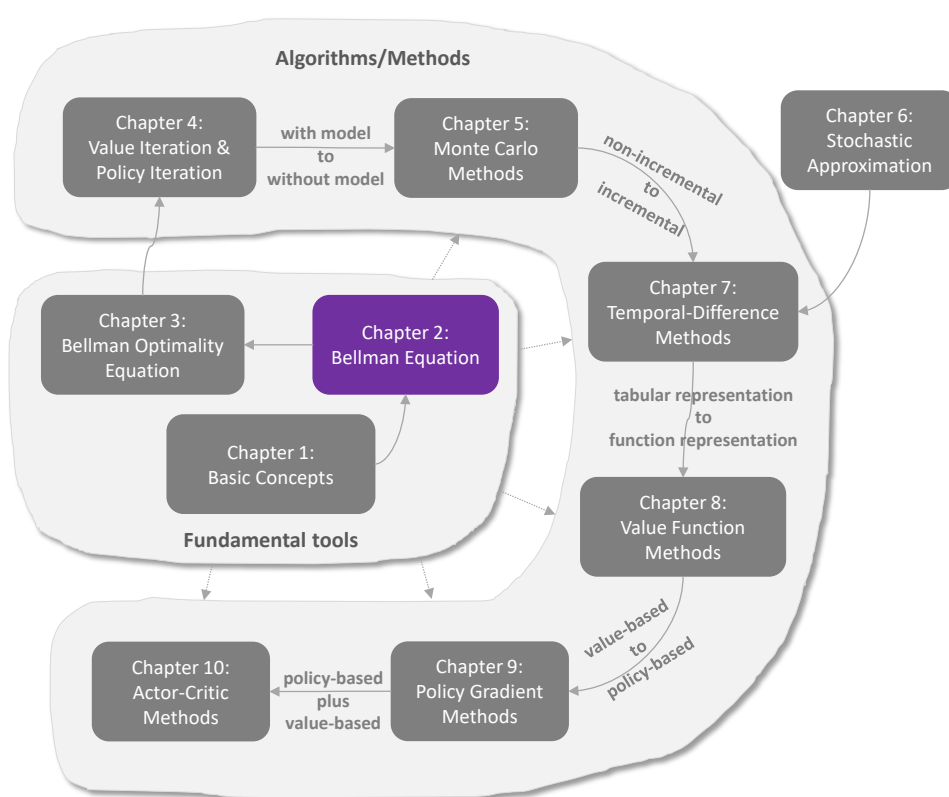 Algorithms/Methods
Chapter 4:
Value Iteration &
Policy Iteration
with model
to
without model
Chapter 5:
Monte Carlo
Methods
non-incremental
to
incremental
Chapter 6:
Stochastic
Approximation
Chapter 3:
Bellman Optimality
Equation
Chapter 2:
Bellman Equation
Chapter 7:
Temporal-Difference
Methods
Chapter 1:
Basic Concepts
tabular representation
to
function representation
Fundamental tools
Chapter 8:
Value Function
Methods
value-based
to
policy-based
Chapter 10:
Actor-Critic
Methods
policy-based
plus
value-based
Chapter 9:
Policy Gradient
Methods